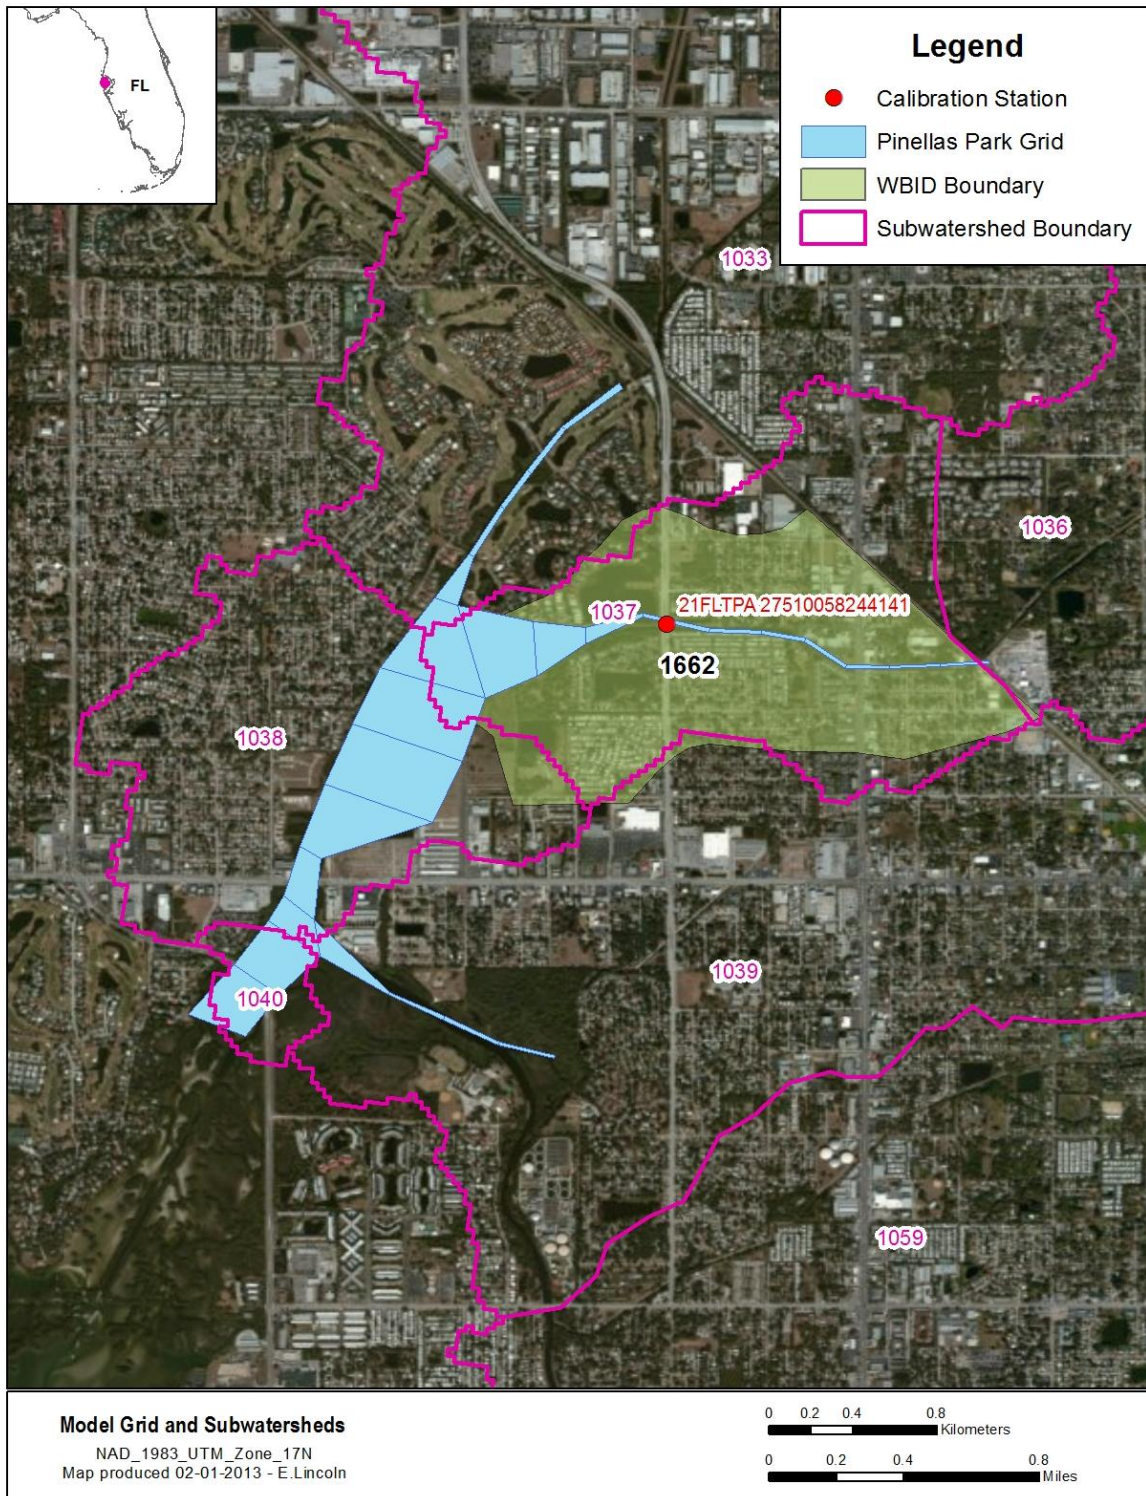 FL
Legend
Calibration Station
Pinellas Park Grid
WBID Boundary
Subwatershed Boundary
1033
1036
1037
21FLTPA 27510058244141
1662
1038
1039
1040
1059
Model Grid and Subwatersheds
NAD_1983_UTM_Zone_17N
Map produced 02-01-2013 - E.Lincoln
0 0.2 0.4 0.8
Kilometers
0 0.2 0.4 0.8
Miles